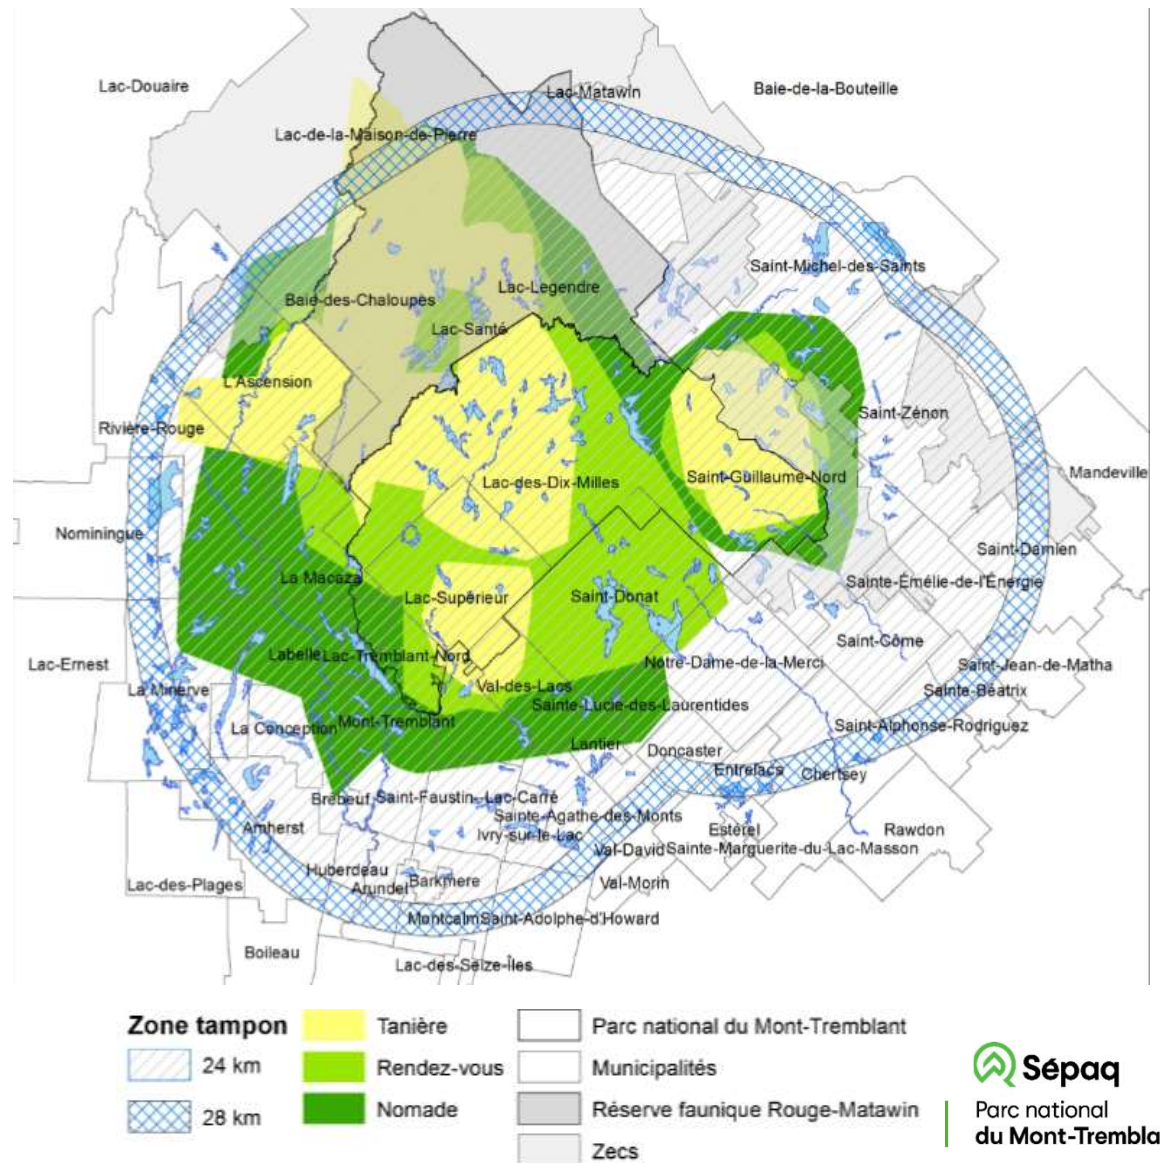 Lac-Douaire
Lac-Matawin
Baie-de-la-Bouteille
Lac-de-la-Maison-de-Pierre
Saint-Michel-des-Saints
Lac-Legendre
Baie-des-Chaloupes
Lac-Santé
L'Ascension
Saint-Zénon
Rivière-Rouge
Mandeville
Saint-Guillaume-Nord
Lac-des-Dix-Milles
Nominingue
Saint-Damien
La Macaza
Sainte-Émélie-de-l'Énergie
Lac-Supérieur
Saint-Donat
Saint-Côme
Labelle
Lac-Tremblant-Nord
Lac-Ernest
Notre-Dame-de-la-Merci
Saint-Jean-de-Matha
La Minerve
Val-des-Lacs
Sainte-Béatrix
Sainte-Lucie-des-Laurentides
La Conception
Mont-Tremblant
Saint-Alphonse-Rodriguez
Lantier
Doncaster
Entrelacs
Chertsey
Brébeuf
Saint-Faustin--Lac-Carré
Sainte-Agathe-des-Monts
Amherst
Ivry-sur-le-Lac
Estérel
Rawdon
Val-David
Sainte-Marguerite-du-Lac-Masson
Huberdeau
Lac-des-Plages
Arundel
Barkmere
Val-Morin
Montcalm
Saint-Adolphe-d'Howard
Boileau
Lac-des-Seize-Îles
Zone tampon
24 km
28 km
Tanière
Rendez-vous
Nomade
Parc national du Mont-Tremblant
Municipalités
Réserve faunique Rouge-Matawin
Zecs
Sépaq
Parc national
du Mont-Trembla